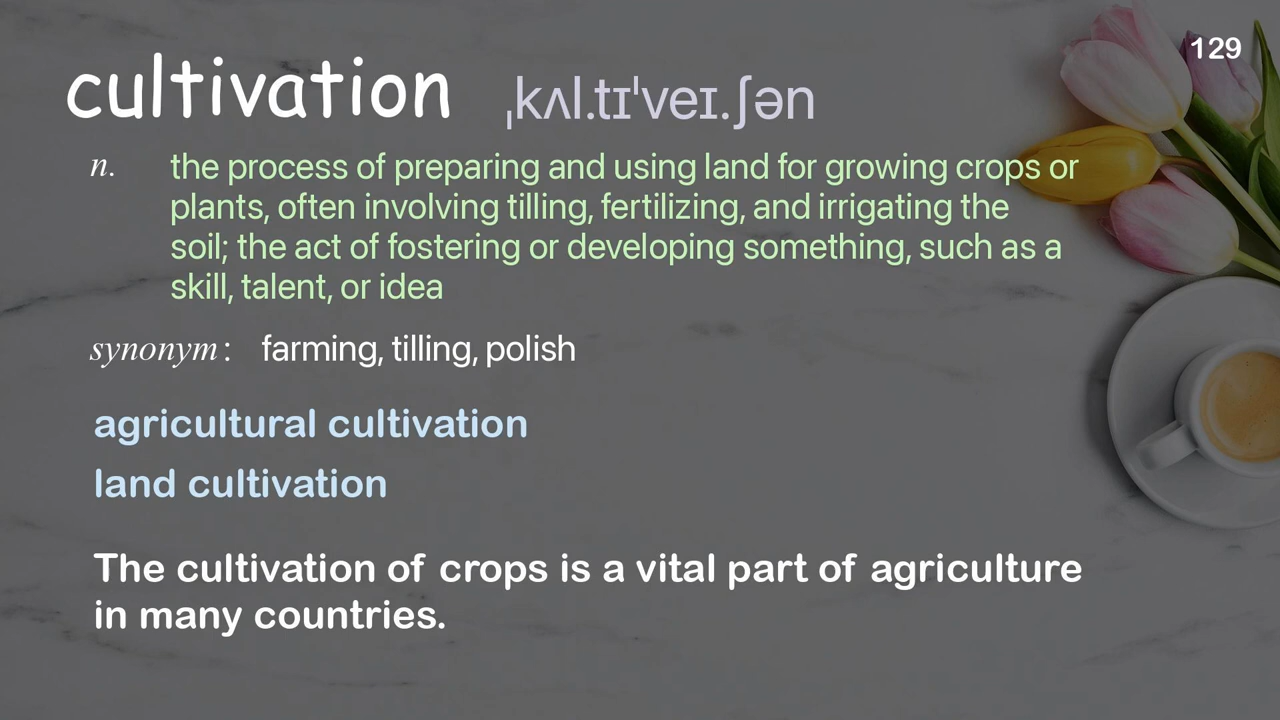 129
cultivation ˌkʌl.tɪˈveɪ.ʃən
n. the process of preparing and using land for growing crops or
plants, often involving tilling, fertilizing, and irrigating the
soil; the act of fostering or developing something, such as a
skill, talent, or idea
synonym: farming, tilling, polish
agricultural cultivation
land cultivation
The cultivation of crops is a vital part of agriculture
in many countries.